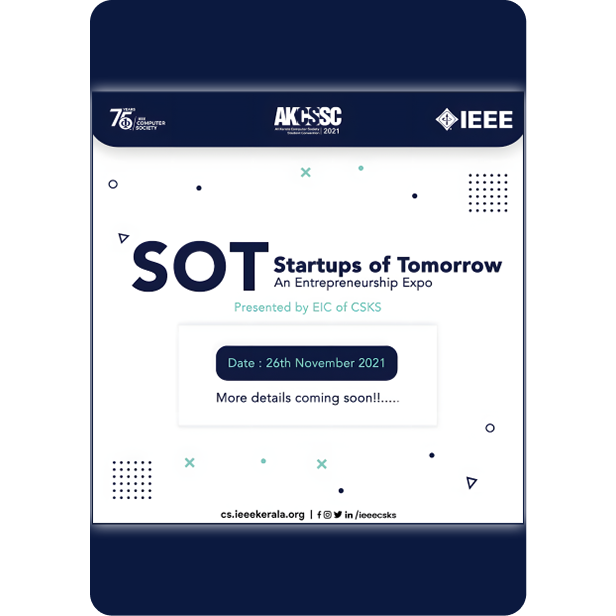 75 YEARS
IEEE
COMPUTER
SOCIETY
AKCSSC
All Kerala Computer Society
Student Convention | 2021
IEEE
SOT
Startups of Tomorrow
An Entrepreneurship Expo
Presented by EIC of CSKS
Date : 26th November 2021
More details coming soon!!.....
cs.ieeekerala.org | /ieeecsks